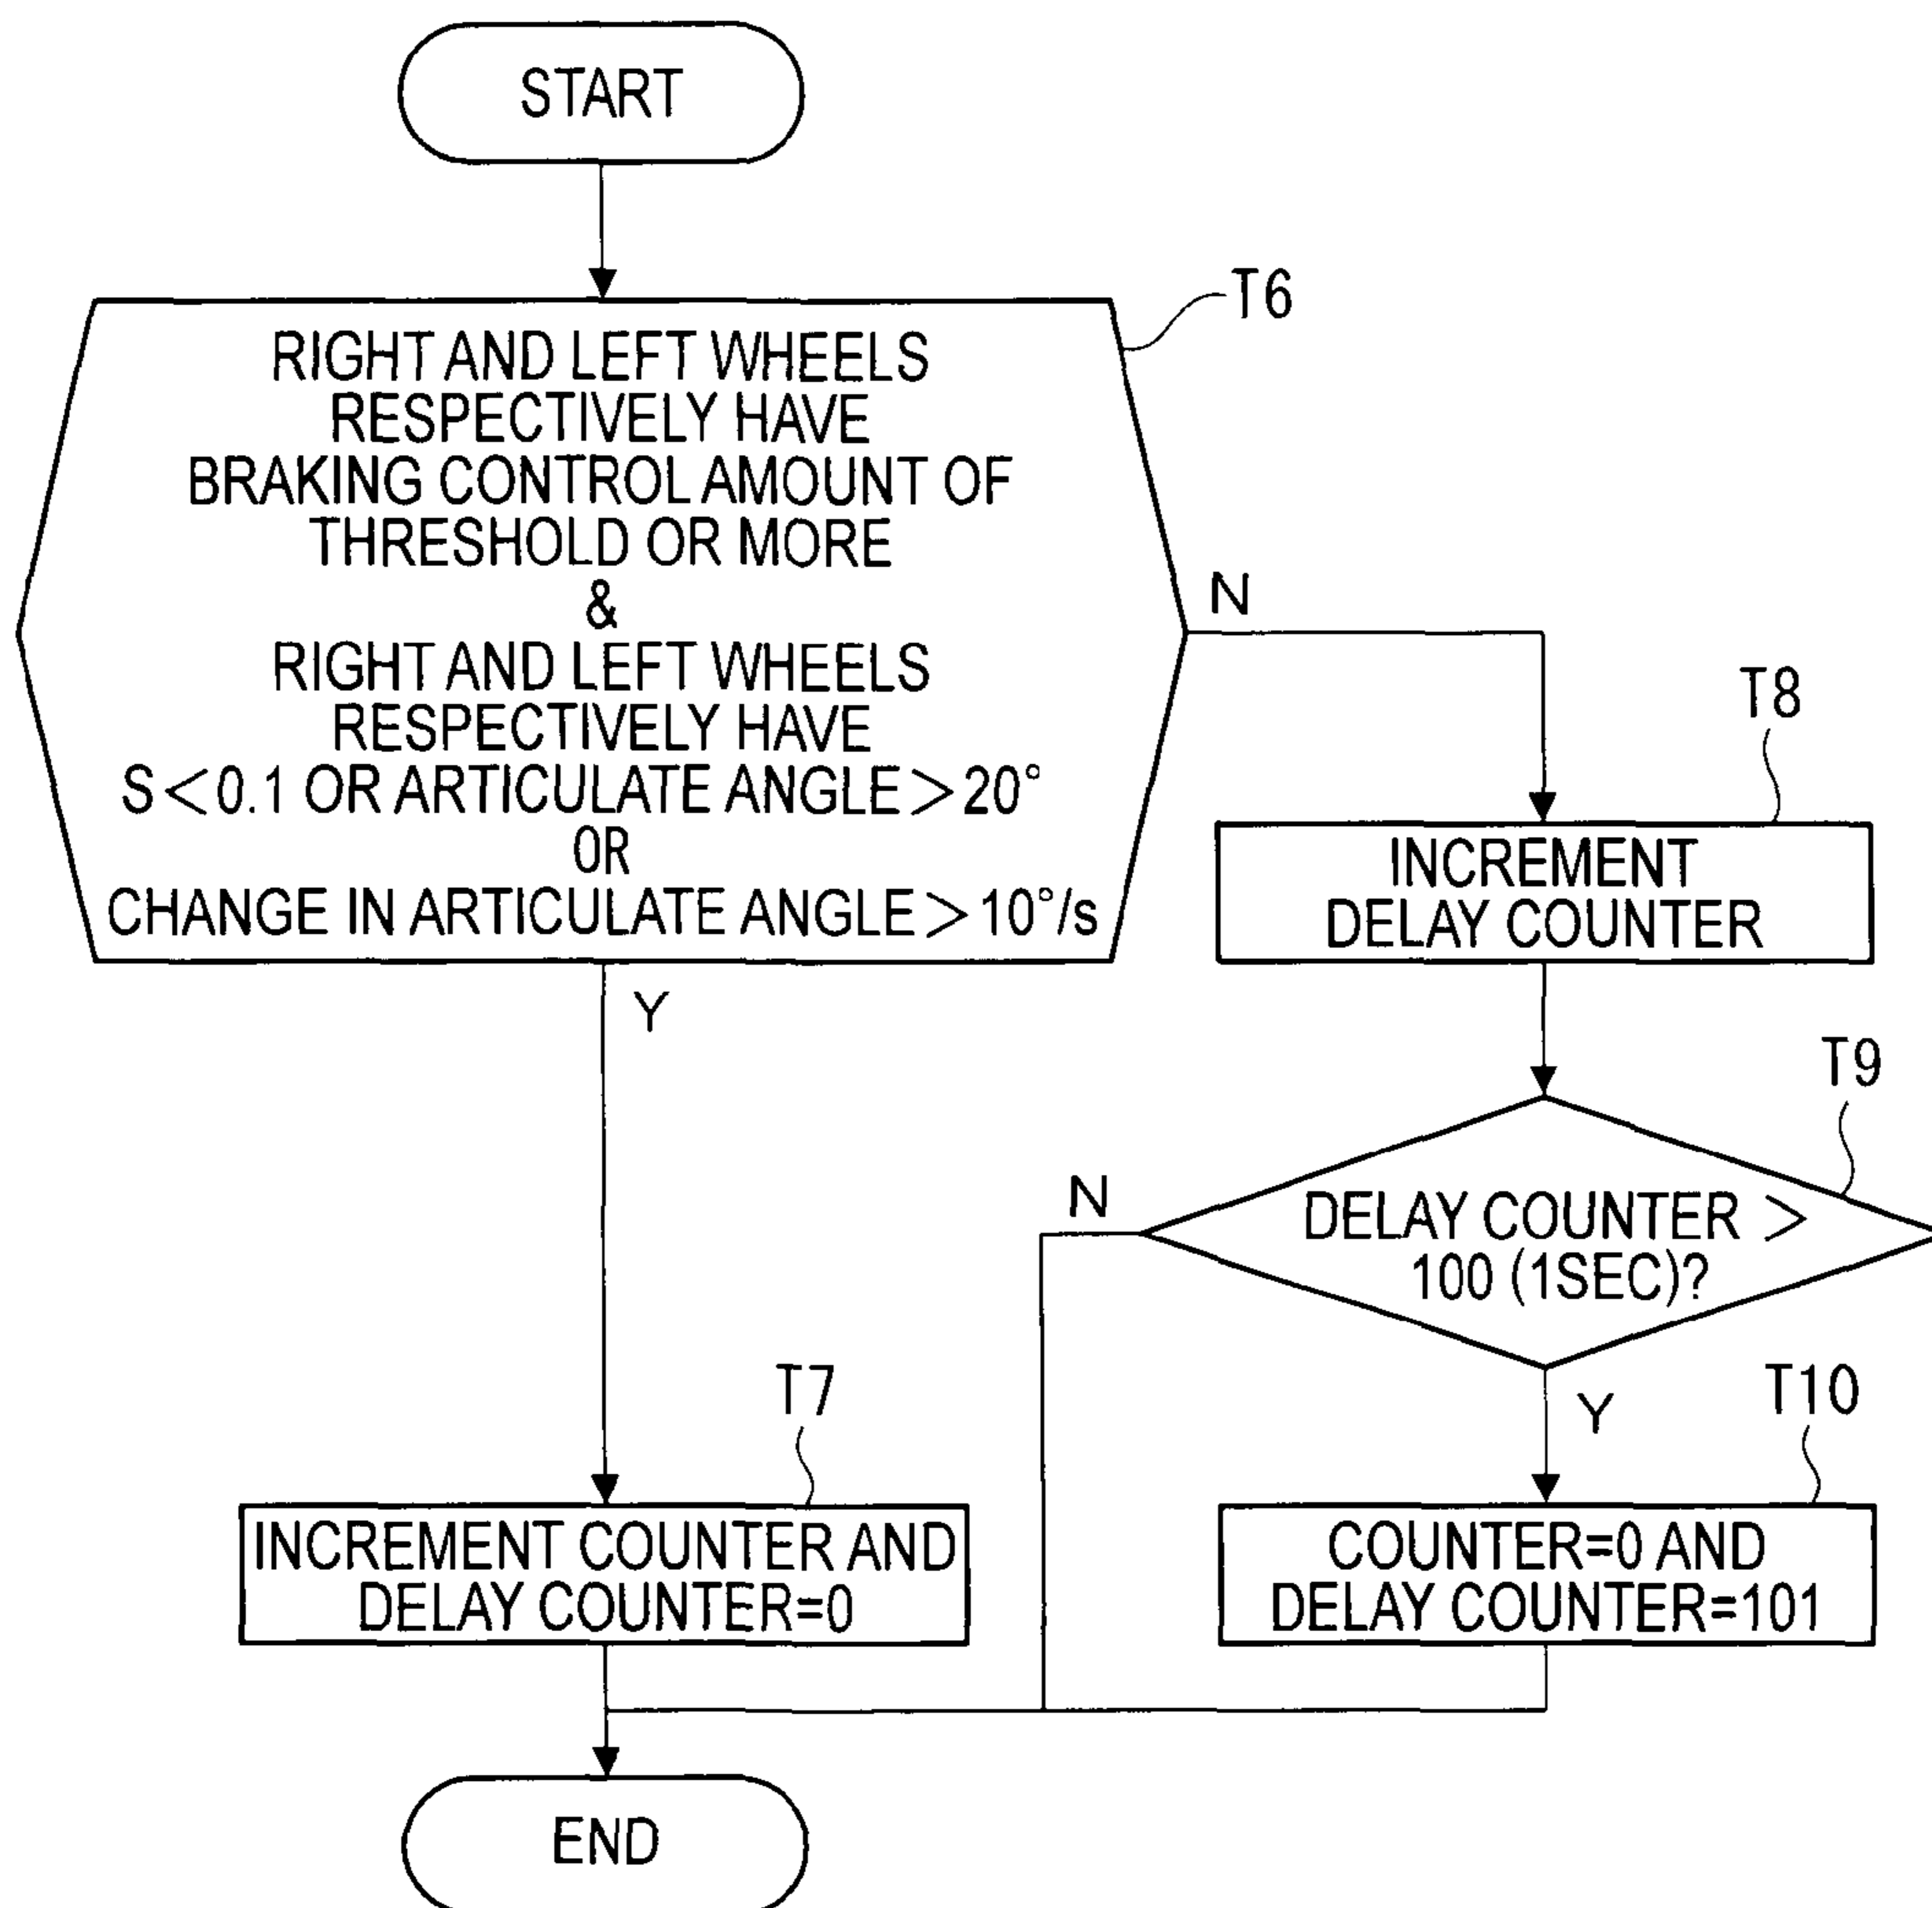 START
T6
RIGHT AND LEFT WHEELS
RESPECTIVELY HAVE
BRAKING CONTROL AMOUNT OF
THRESHOLD OR MORE
&
RIGHT AND LEFT WHEELS
RESPECTIVELY HAVE
S<0.1 OR ARTICULATE ANGLE>20°
OR
CHANGE IN ARTICULATE ANGLE>10°/s
N
Y
T8
INCREMENT
DELAY COUNTER
T9
DELAY COUNTER >
100 (1SEC)?
N
Y
T7
INCREMENT COUNTER AND
DELAY COUNTER=0
T10
COUNTER=0 AND
DELAY COUNTER=101
END